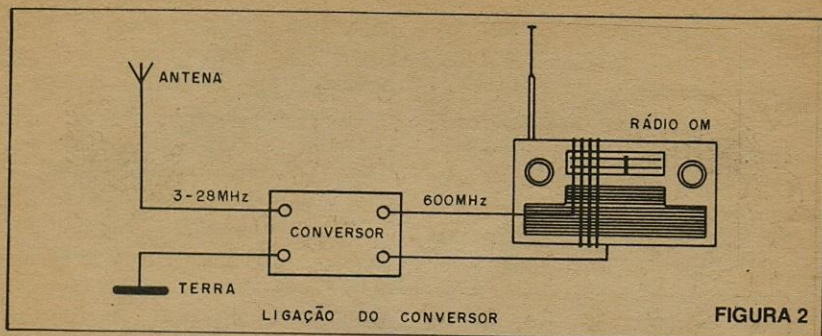 ANTENA
RÁDIO OM
3-28MHz
600MHz
CONVERSOR
TERRA
LIGAÇÃO DO CONVERSOR
FIGURA 2